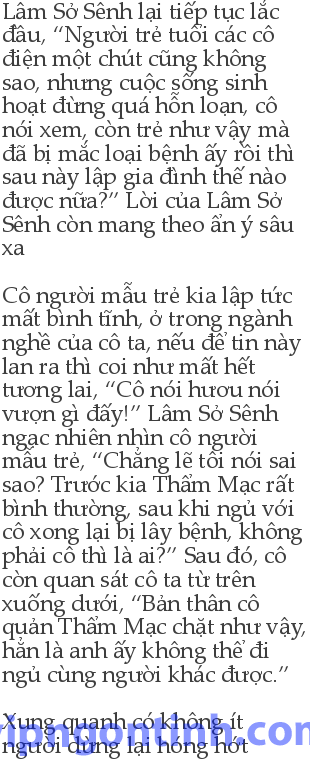 Lâm Sở Sênh lại tiếp tục lắc
đầu, “Người trẻ tuổi các cô
điện một chút cũng không
sao, nhưng cuộc sống sinh
hoạt đừng quá hỗn loạn, cô
nói xem, còn trẻ như vậy mà
đã bị mắc loại bệnh ấy rồi thì
sau này lập gia đình thế nào
được nữa?” Lời của Lâm Sở
Sênh còn mang theo ẩn ý sâu
xa
Cô người mẫu trẻ kia lập tức
mất bình tĩnh, ở trong ngành
nghề của cô ta, nếu để tin này
lan ra thì coi như mất hết
tương lai, “Cô nói hươu nói
vượn gì đấy!” Lâm Sở Sênh
ngạc nhiên nhìn cô người
mẫu trẻ, “Chẳng lẽ tôi nói sai
sao? Trước kia Thẩm Mạc rất
bình thường, sau khi ngủ với
cô xong lại bị lây bệnh, không
phải cô thì là ai?” Sau đó, cô
còn quan sát cô ta từ trên
xuống dưới, “Bản thân cô
quản Thẩm Mạc chặt như vậy,
hẳn là anh ấy không thể đi
ngủ cùng người khác được.”
Xung quanh có không ít
người dừng lại hóng hớt
vipngontinh.com